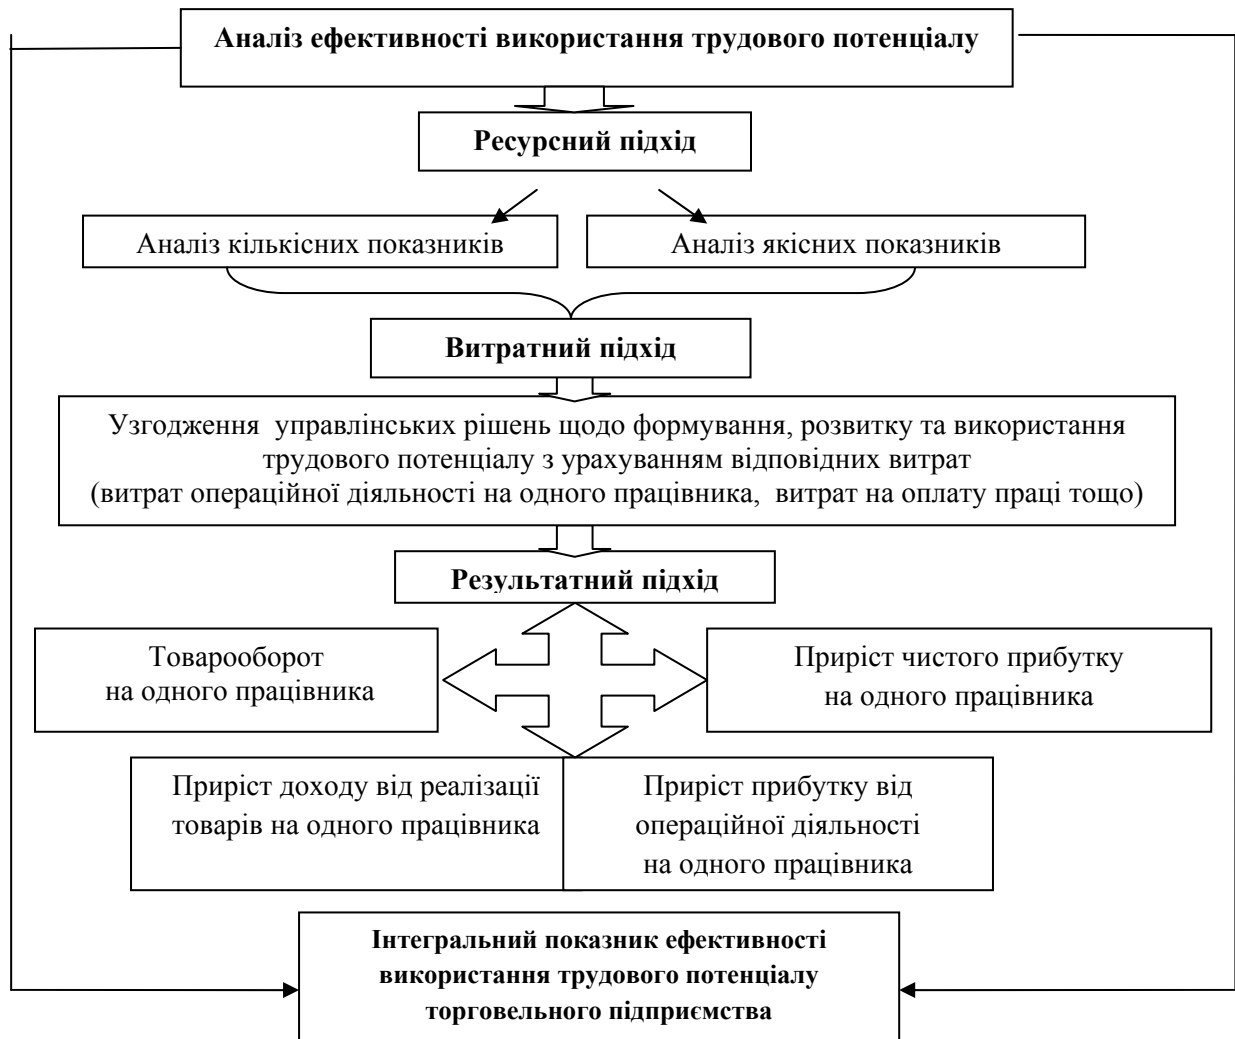 Аналіз ефективності використання трудового потенціалу
Ресурсний підхід
Аналіз кількісних показників
Аналіз якісних показників
Витратний підхід
Узгодження управлінських рішень щодо формування, розвитку та використання
трудового потенціалу з урахуванням відповідних витрат
(витрат операційної діяльності на одного працівника, витрат на оплату праці тощо)
Результатний підхід
Товарооборот
на одного працівника
Приріст чистого прибутку
на одного працівника
Приріст доходу від реалізації
товарів на одного працівника
Приріст прибутку від
операційної діяльності
на одного працівника
Інтегральний показник ефективності
використання трудового потенціалу
торговельного підприємства